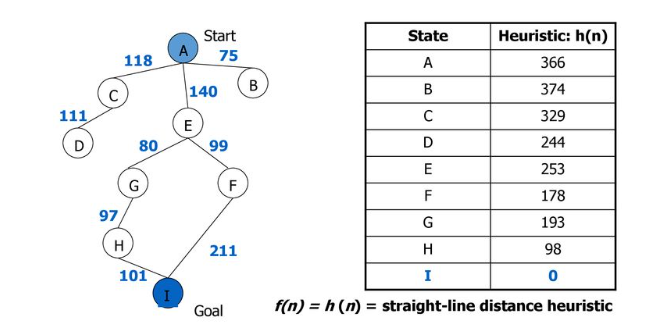 Start
A
118
75
C
B
111
140
D
E
80
99
G
F
97
H
211
101
I
Goal
State Heuristic: h(n)
A 366
B 374
C 329
D 244
E 253
F 178
G 193
H 98
I 0
f(n) = h (n) = straight-line distance heuristic